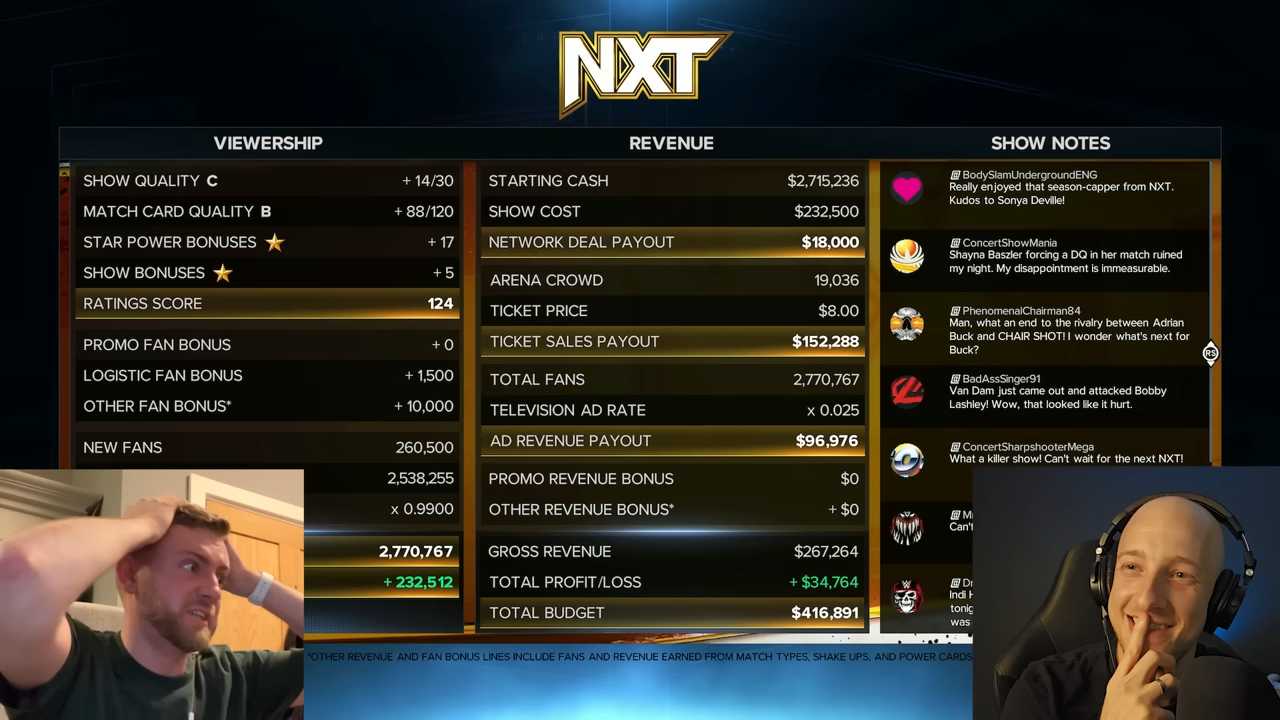 NXT
VIEWERSHIP
SHOW QUALITY C + 14/30
MATCH CARD QUALITY B + 88/120
STAR POWER BONUSES + 17
SHOW BONUSES + 5
RATINGS SCORE 124
PROMO FAN BONUS + 0
LOGISTIC FAN BONUS + 1,500
OTHER FAN BONUS* + 10,000
NEW FANS 260,500
2,538,255
x 0.9900
2,770,767
+ 232,512
REVENUE
STARTING CASH $2,715,236
SHOW COST $232,500
NETWORK DEAL PAYOUT $18,000
ARENA CROWD 19,036
TICKET PRICE $8.00
TICKET SALES PAYOUT $152,288
TOTAL FANS 2,770,767
TELEVISION AD RATE x 0.025
AD REVENUE PAYOUT $96,976
PROMO REVENUE BONUS $0
OTHER REVENUE BONUS* + $0
GROSS REVENUE $267,264
TOTAL PROFIT/LOSS + $34,764
TOTAL BUDGET $416,891
SHOW NOTES
BodySlamUndergroundENG
Really enjoyed that season-capper from NXT.
Kudos to Sonya Deville!
ConcertShowMania
Shayna Baszler forcing a DQ in her match ruined
my night. My disappointment is immeasurable.
PhenomenalChairman84
Man, what an end to the rivalry between Adrian
Buck and CHAIR SHOT! I wonder what's next for
Buck?
RS
BadAssSinger91
Van Dam just came out and attacked Bobby
Lashley! Wow, that looked like it hurt.
ConcertSharpshooterMega
What a killer show! Can't wait for the next NXT!
Can't
Indi
was
*OTHER REVENUE AND FAN BONUS LINES INCLUDE FANS AND REVENUE EARNED FROM MATCH TYPES, SHAKE UPS, AND POWER CARDS